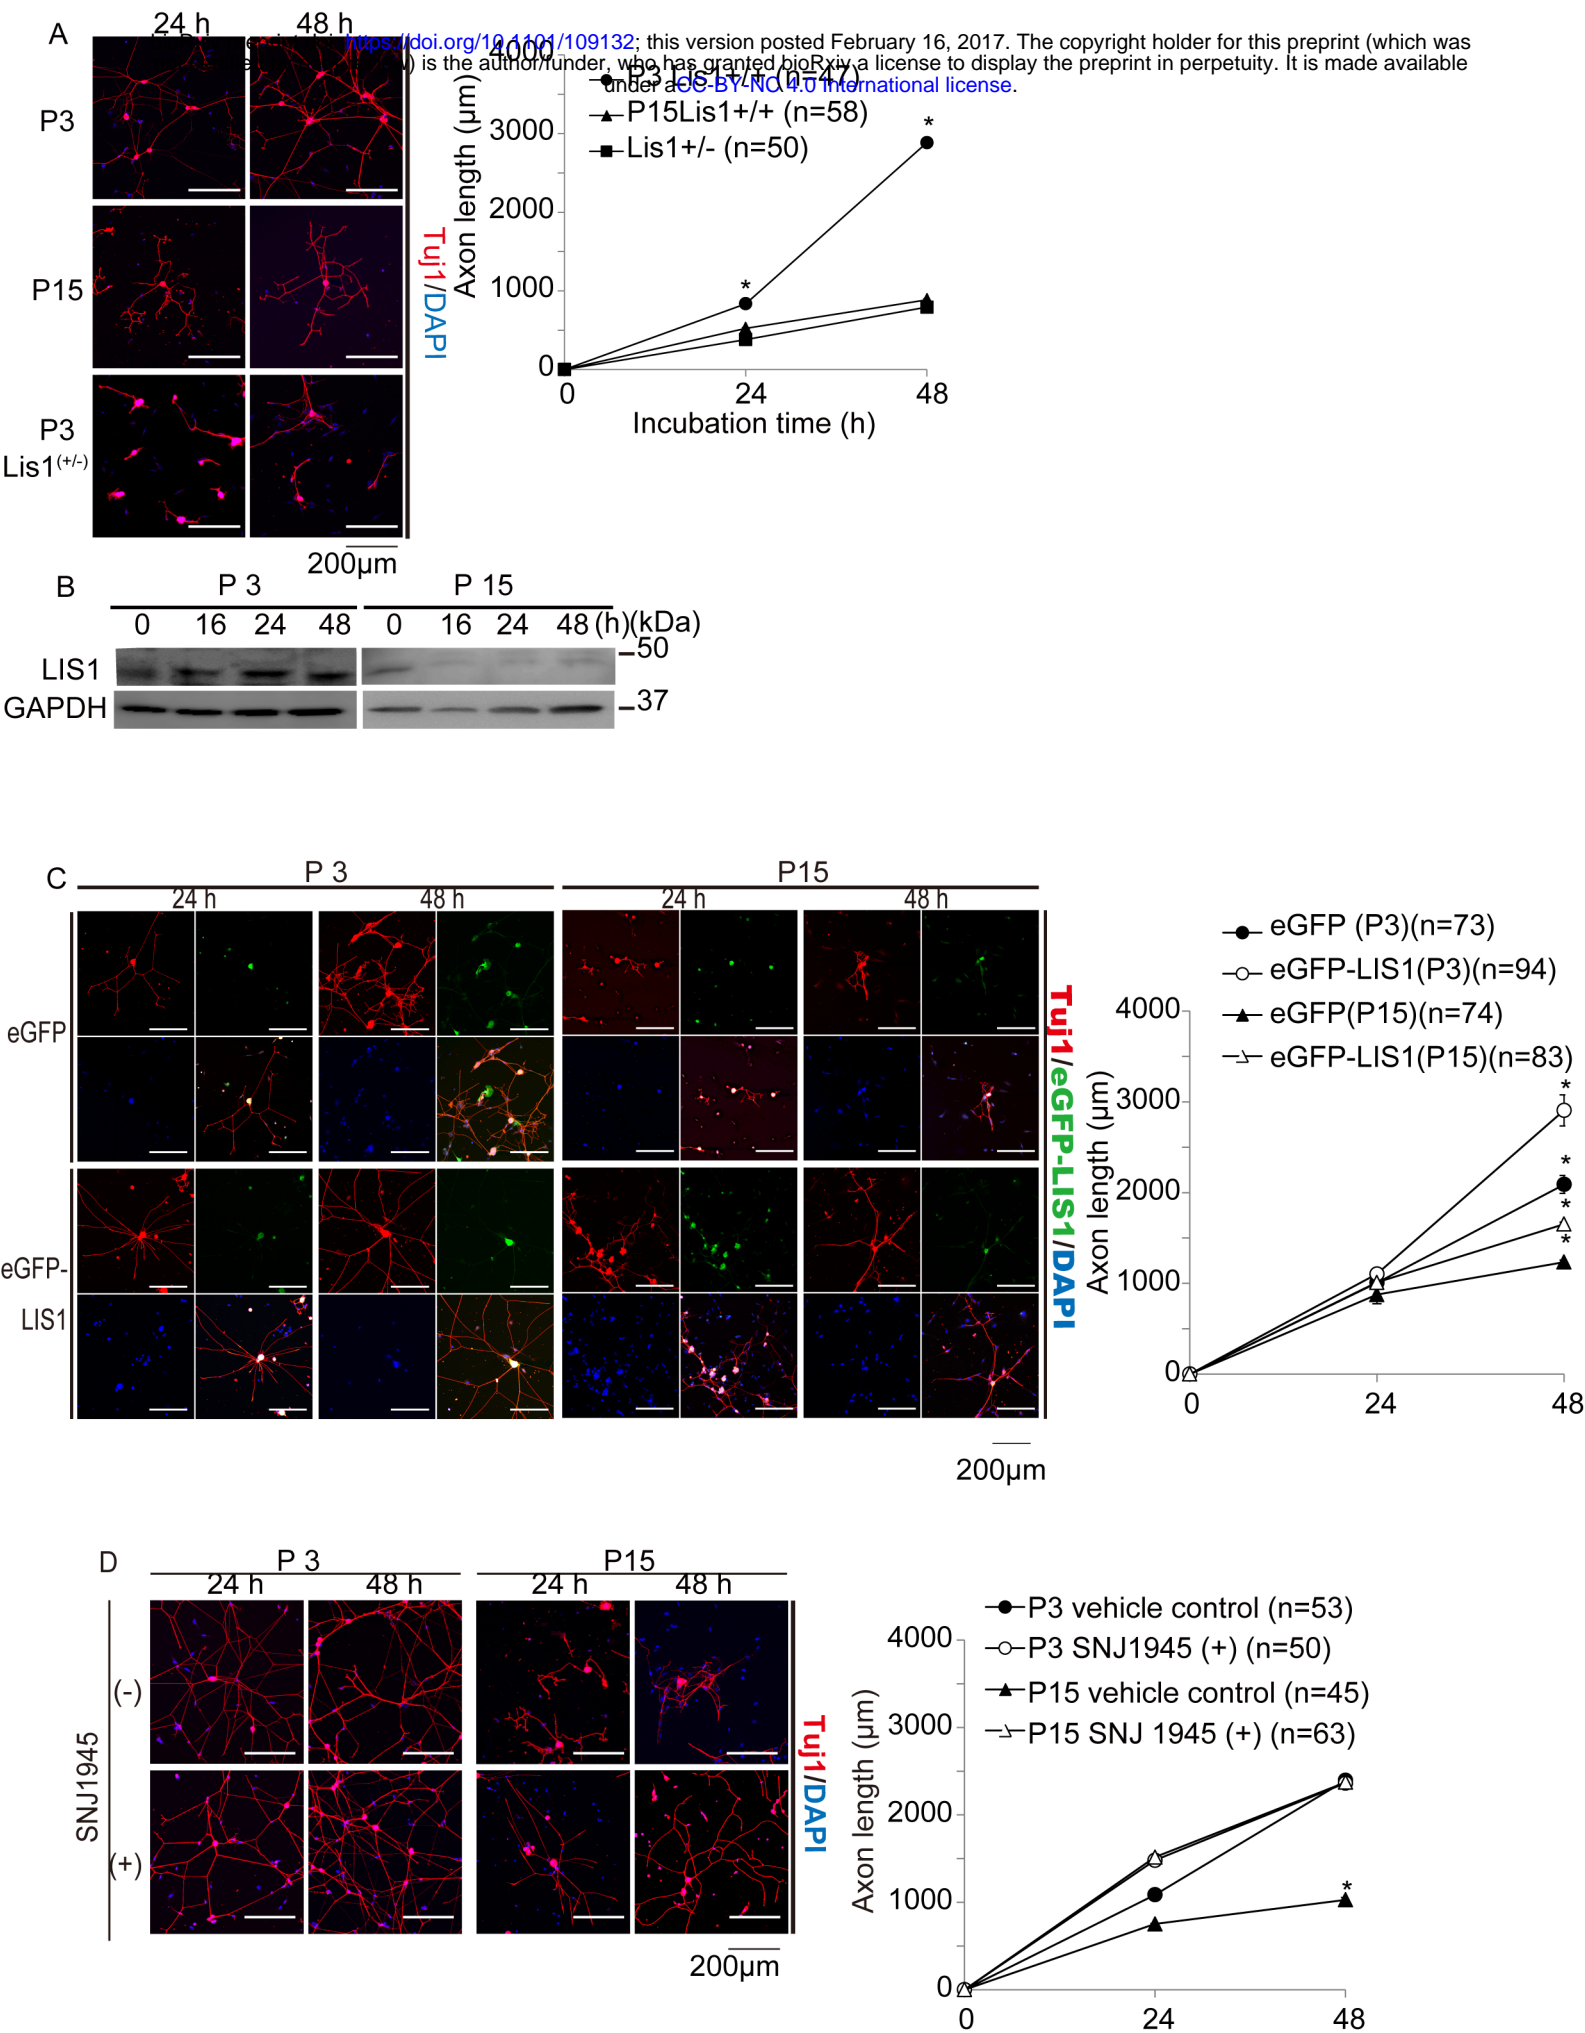 A
24 h
48 h
https://doi.org/10.1101/109132; this version posted February 16, 2017. The copyright holder for this preprint (which was
) is the author/funder, who has granted bioRxiv a license to display the preprint in perpetuity. It is made available
under aCC-BY-NC 4.0 International license.
P3
P15
P3
Lis1(+/-)
Tuj1/DAPI
200µm
Axon length (µm)
4000
3000
2000
1000
0
P3 Lis1+/+ (n=47)
P15Lis1+/+ (n=58)
Lis1+/- (n=50)
*
*
0
24
48
Incubation time (h)
B
P 3
P 15
0 16 24 48 0 16 24 48 (h)(kDa)
LIS1
50
GAPDH
37
C
P 3
P15
24 h
48 h
24 h
48 h
eGFP
eGFP-
LIS1
Tuj1/eGFP-LIS1/DAPI
200µm
eGFP (P3)(n=73)
eGFP-LIS1(P3)(n=94)
eGFP(P15)(n=74)
eGFP-LIS1(P15)(n=83)
Axon length (µm)
4000
3000
2000
1000
0
*
*
*
*
0
24
48
D
P 3
P15
24 h
48 h
24 h
48 h
SNJ1945
(-)
(+)
Tuj1/DAPI
200µm
P3 vehicle control (n=53)
P3 SNJ1945 (+) (n=50)
P15 vehicle control (n=45)
P15 SNJ 1945 (+) (n=63)
Axon length (µm)
4000
3000
2000
1000
0
*
0
24
48